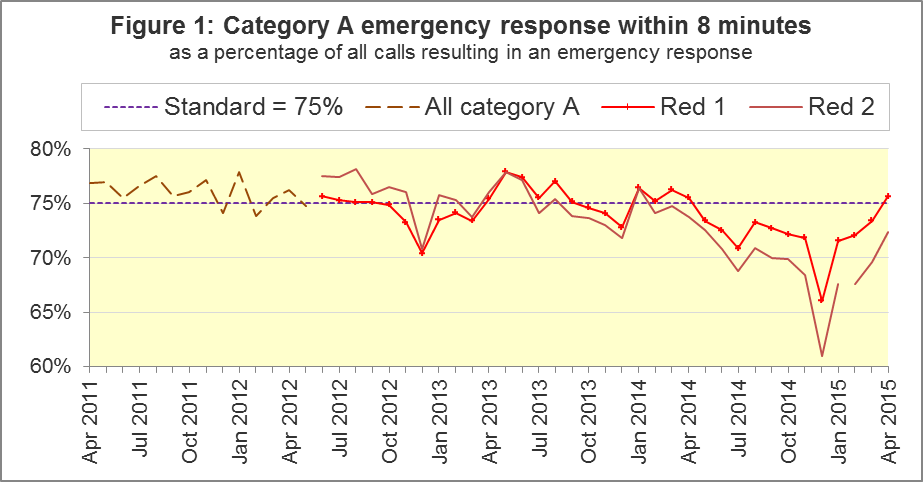 Figure 1: Category A emergency response within 8 minutes
as a percentage of all calls resulting in an emergency response
Standard = 75% All category A Red 1 Red 2
80%
75%
70%
65%
60%
Apr 2011
Jul 2011
Oct 2011
Jan 2012
Apr 2012
Jul 2012
Oct 2012
Jan 2013
Apr 2013
Jul 2013
Oct 2013
Jan 2014
Apr 2014
Jul 2014
Oct 2014
Jan 2015
Apr 2015